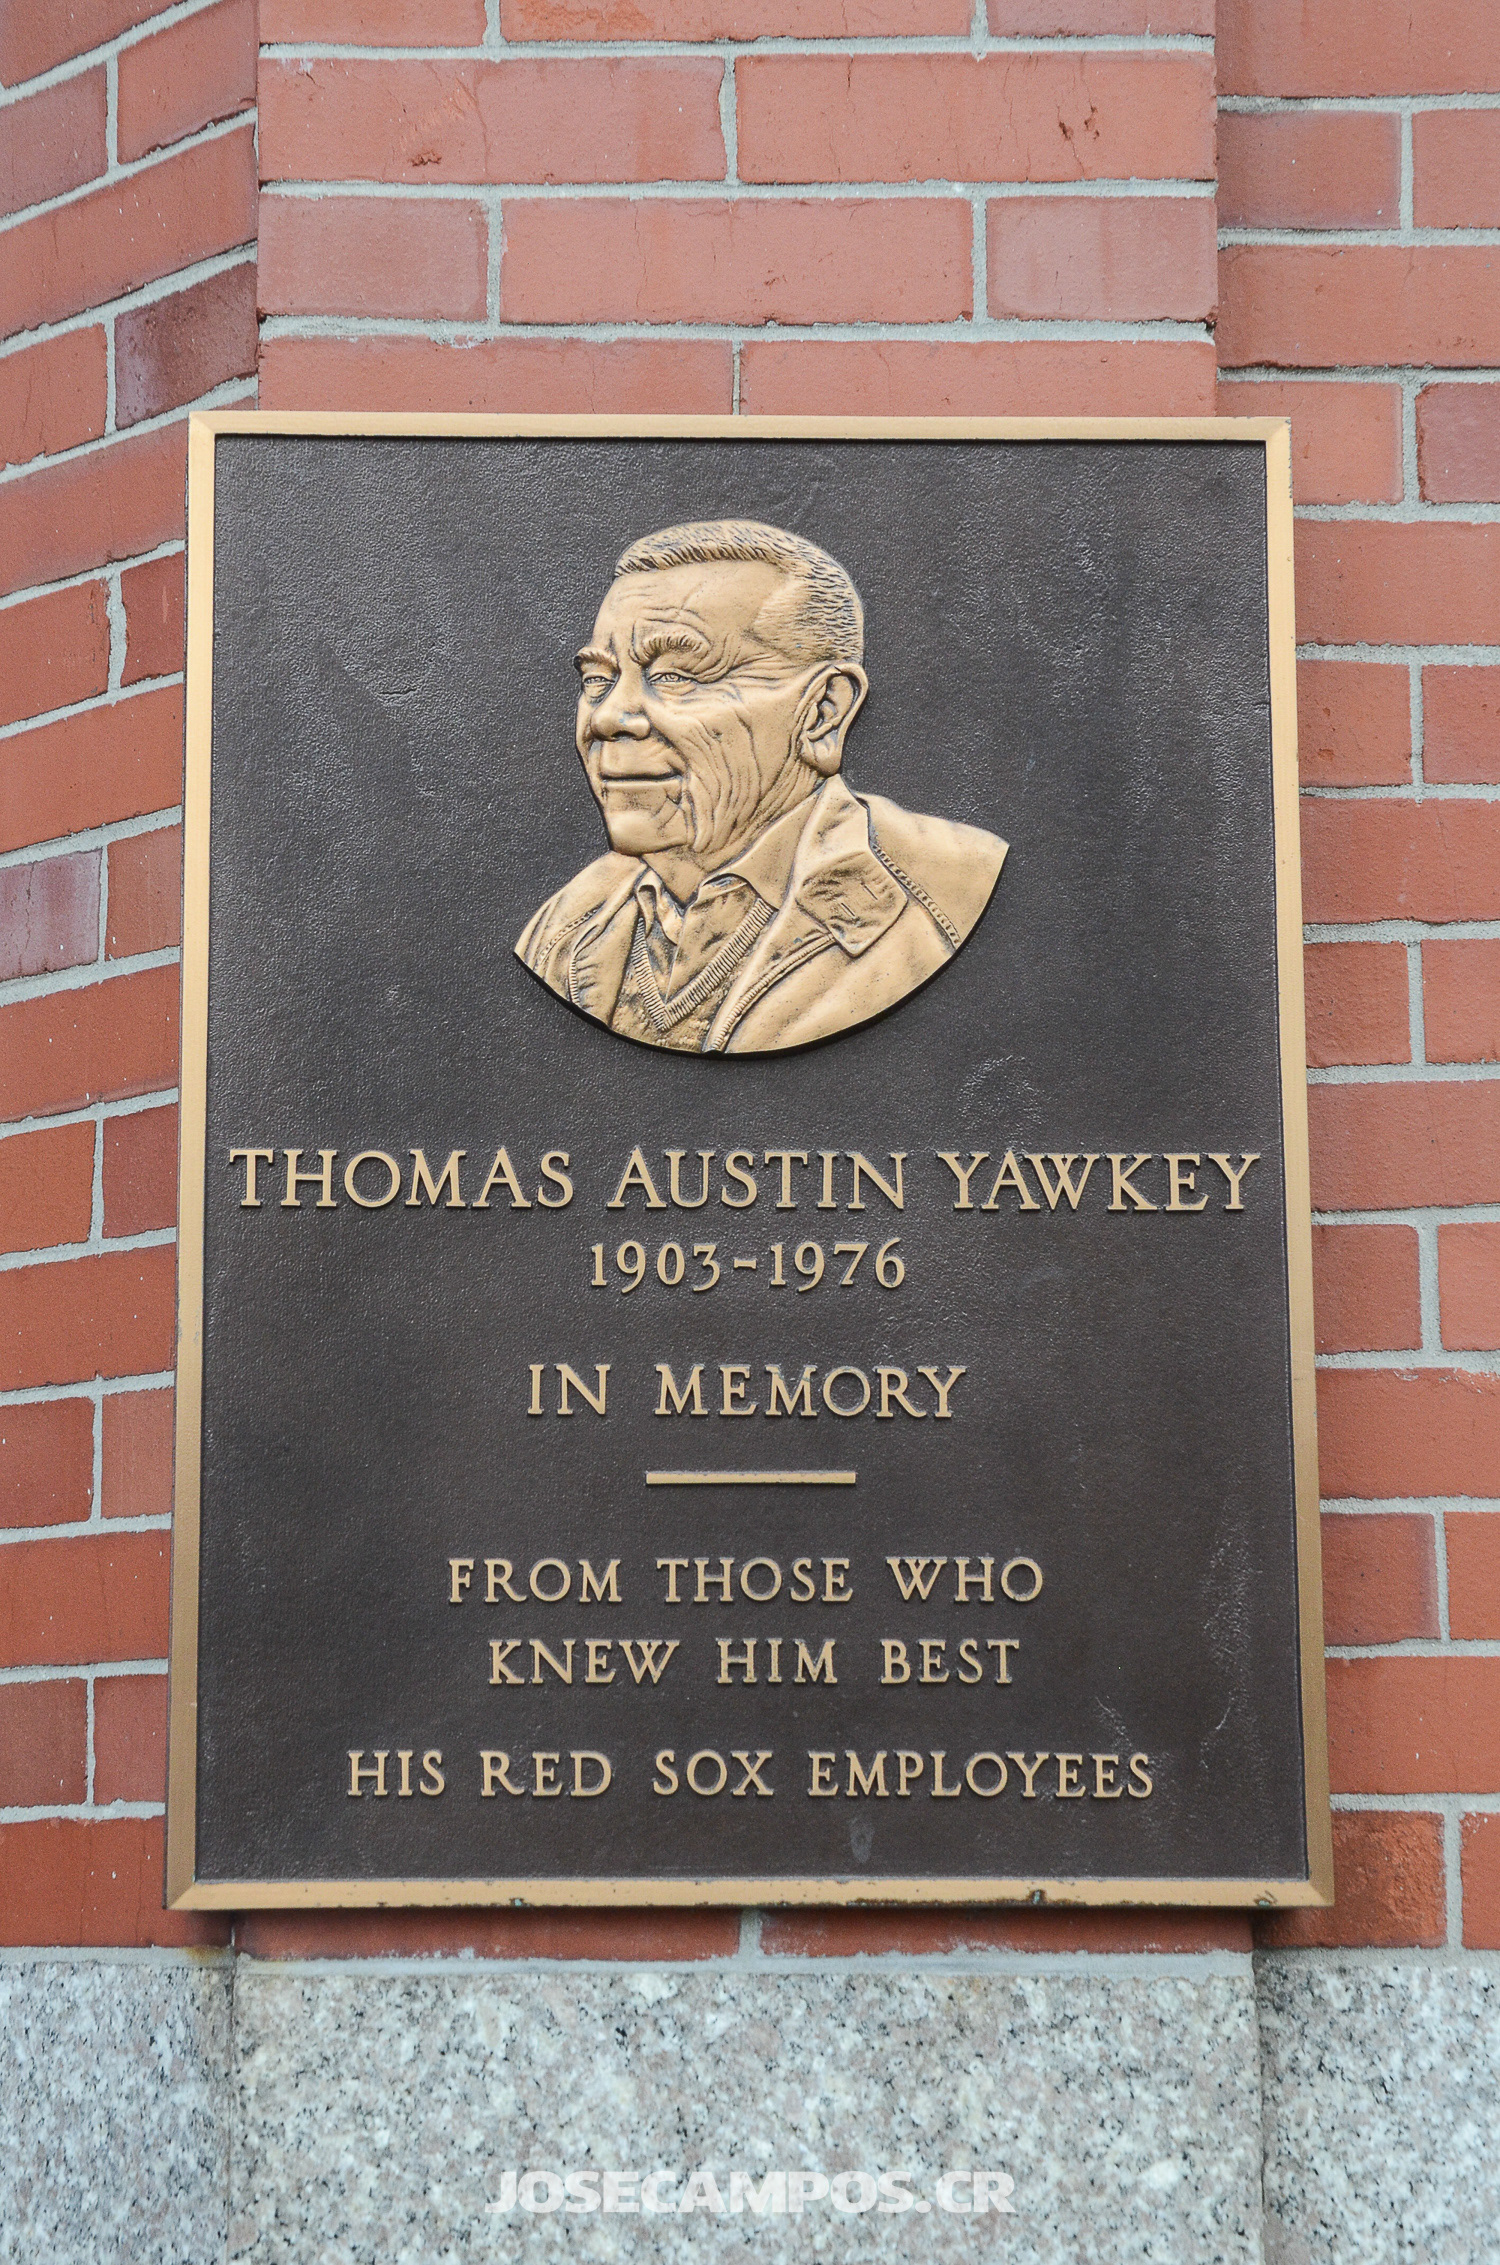 THOMAS AUSTIN YAWKEY
1903-1976
IN MEMORY
FROM THOSE WHO
KNEW HIM BEST
HIS RED SOX EMPLOYEES
JOSECAMPOS.CR